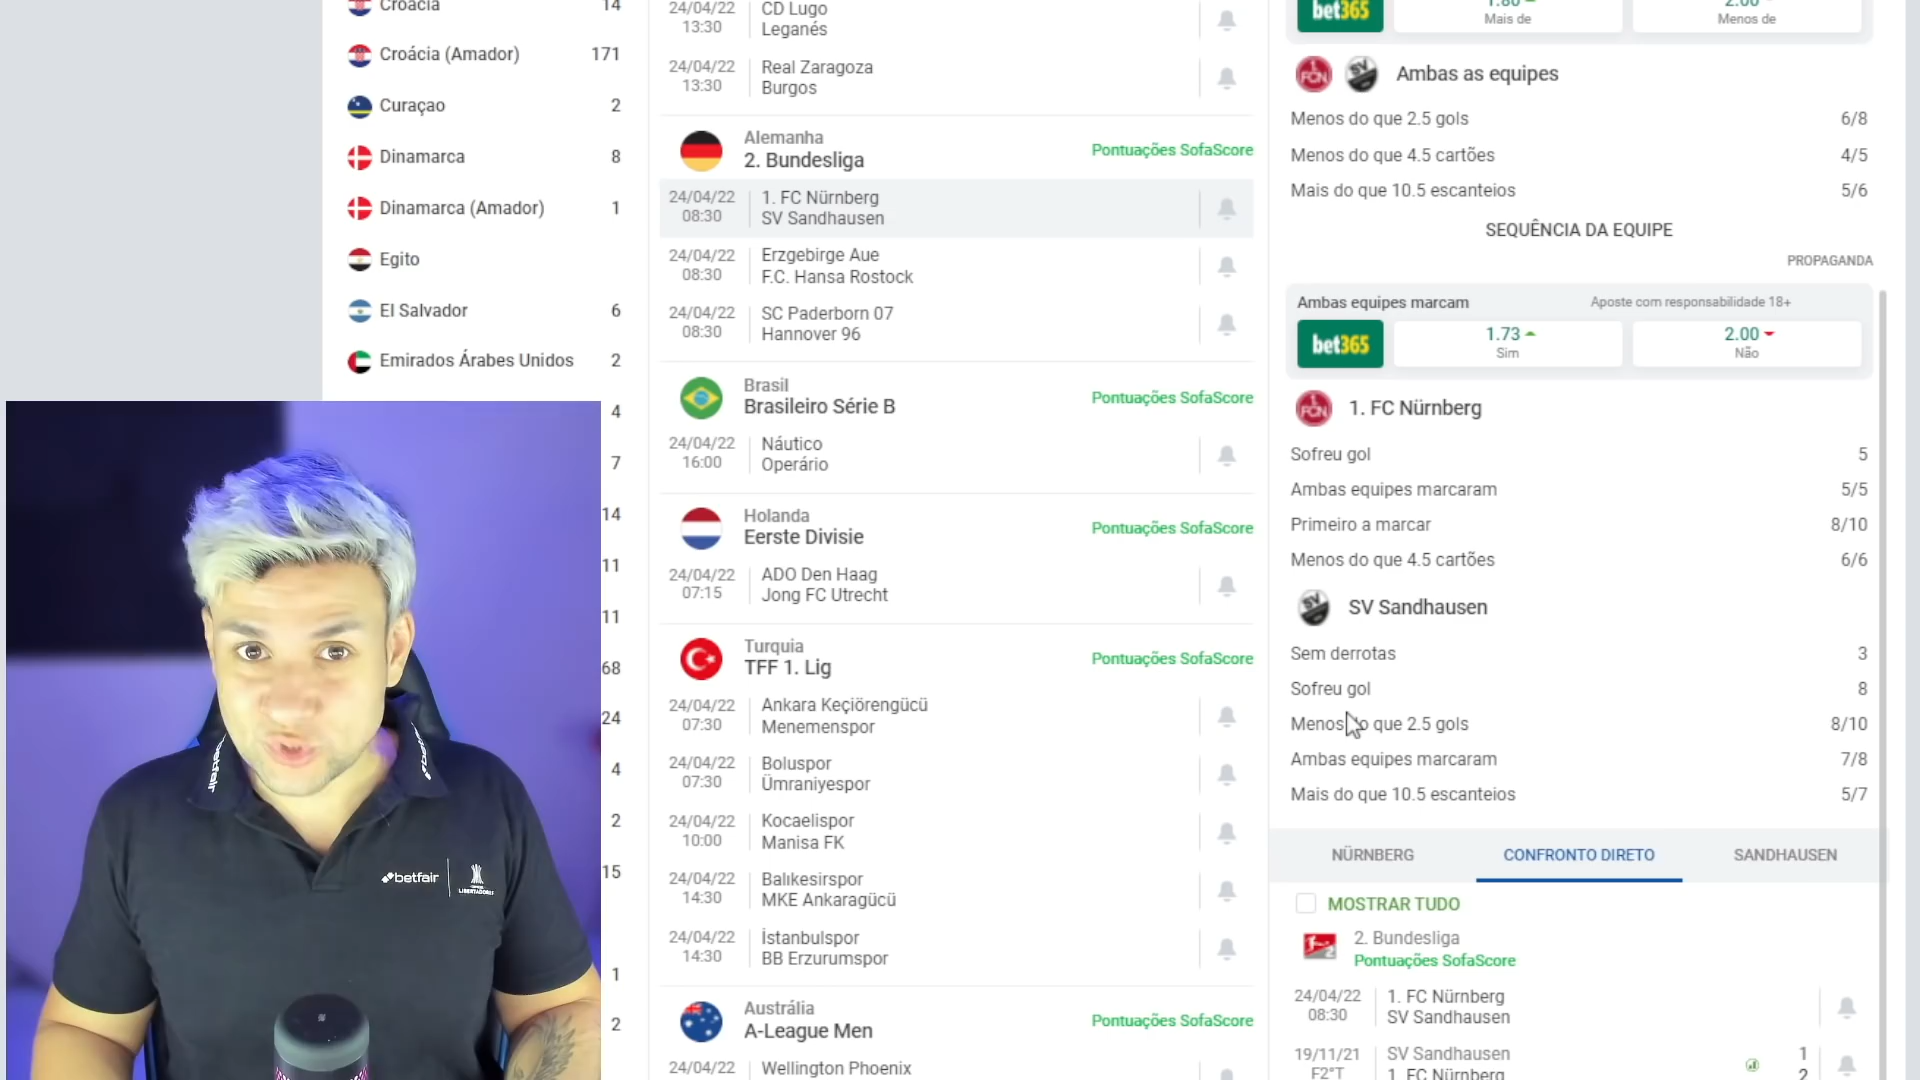 Croácia
14
Croácia (Amador)
171
Curaçao
2
Dinamarca
8
Dinamarca (Amador)
1
Egito
El Salvador
6
Emirados Árabes Unidos
2
4
7
14
11
11
68
24
4
2
15
1
2
betfair
LIBERTADORES
24/04/22
13:30
CD Lugo
Leganés
24/04/22
13:30
Real Zaragoza
Burgos
Alemanha
2. Bundesliga
Pontuações SofaScore
24/04/22
08:30
1. FC Nürnberg
SV Sandhausen
24/04/22
08:30
Erzgebirge Aue
F.C. Hansa Rostock
24/04/22
08:30
SC Paderborn 07
Hannover 96
Brasil
Brasileiro Série B
Pontuações SofaScore
24/04/22
16:00
Náutico
Operário
Holanda
Eerste Divisie
Pontuações SofaScore
24/04/22
07:15
ADO Den Haag
Jong FC Utrecht
Turquia
TFF 1. Lig
Pontuações SofaScore
24/04/22
07:30
Ankara Keçiörengücü
Menemenspor
24/04/22
07:30
Boluspor
Ümraniyespor
24/04/22
10:00
Kocaelispor
Manisa FK
24/04/22
14:30
Balıkesirspor
MKE Ankaragücü
24/04/22
14:30
İstanbulspor
BB Erzurumspor
Austrália
A-League Men
Pontuações SofaScore
24/04/22
Wellington Phoenix
bet365
1.80
Mais de
2.00
Menos de
Ambas as equipes
Menos do que 2.5 gols
6/8
Menos do que 4.5 cartões
4/5
Mais do que 10.5 escanteios
5/6
SEQUÊNCIA DA EQUIPE
PROPAGANDA
Ambas equipes marcam
Aposte com responsabilidade 18+
bet365
1.73
Sim
2.00
Não
1. FC Nürnberg
Sofreu gol
5
Ambas equipes marcaram
5/5
Primeiro a marcar
8/10
Menos do que 4.5 cartões
6/6
SV Sandhausen
Sem derrotas
3
Sofreu gol
8
Menos do que 2.5 gols
8/10
Ambas equipes marcaram
7/8
Mais do que 10.5 escanteios
5/7
NÜRNBERG
CONFRONTO DIRETO
SANDHAUSEN
MOSTRAR TUDO
2. Bundesliga
Pontuações SofaScore
24/04/22
08:30
1. FC Nürnberg
SV Sandhausen
19/11/21
F2°T
SV Sandhausen
1
1. FC Nürnberg
2